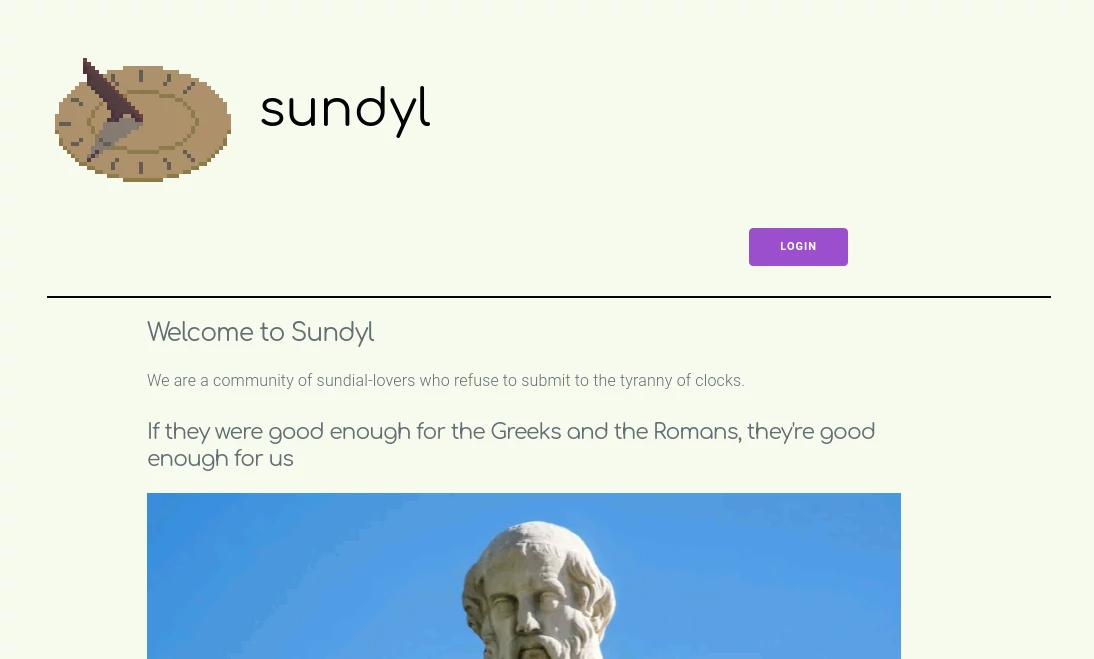 sundyl
LOGIN
Welcome to Sundyl
We are a community of sundial-lovers who refuse to submit to the tyranny of clocks.
If they were good enough for the Greeks and the Romans, they're good
enough for us